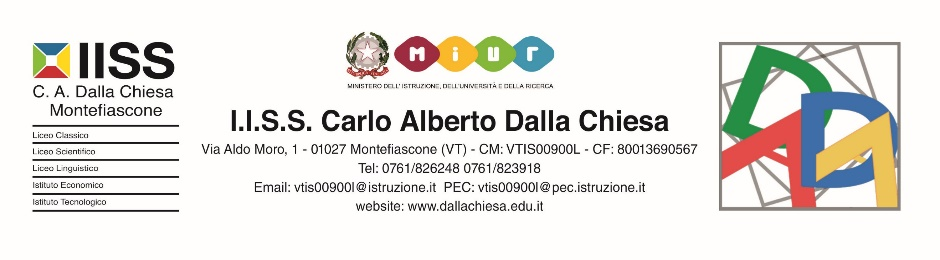 IISS
C. A. Dalla Chiesa
Montefiascone
Liceo Classico
Liceo Scientifico
Liceo Linguistico
Istituto Economico
Istituto Tecnologico
miur
MINISTERO DELL'ISTRUZIONE, DELL'UNIVERSITÀ E DELLA RICERCA
I.I.S.S. Carlo Alberto Dalla Chiesa
Via Aldo Moro, 1 - 01027 Montefiascone (VT) - CM: VTIS00900L - CF: 80013690567
Tel: 0761/826248 0761/823918
Email: vtis00900l@istruzione.it PEC: vtis00900l@pec.istruzione.it
website: www.dallachiesa.edu.it
DADA